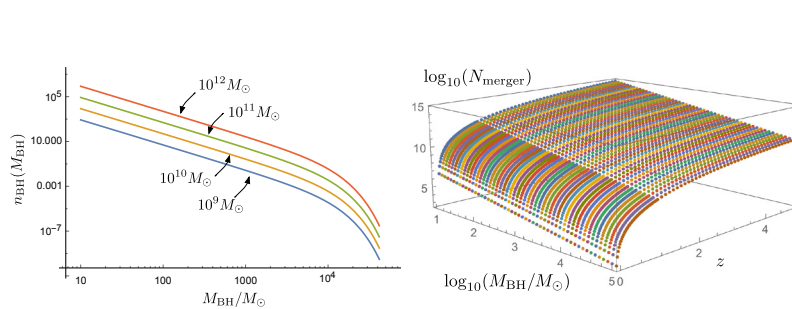 10^5
10.000
0.001
10^-7
n_BH(M_BH)
10^12 M_⊙
10^11 M_⊙
10^10 M_⊙
10^9 M_⊙
10 100 1000 10^4
M_BH/M_⊙
log_10(N_merger)
15
10
5
1 2 3 4 5
log_10(M_BH/M_⊙)
0 2 4
z